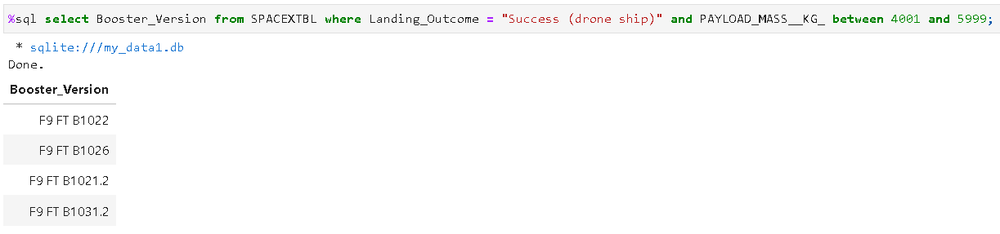 %sql select Booster_Version from SPACEXTBL where Landing_Outcome = "Success (drone ship)" and PAYLOAD_MASS__KG_ between 4001 and 5999;
* sqlite:///my_data1.db
Done.
Booster_Version
F9 FT B1022
F9 FT B1026
F9 FT B1021.2
F9 FT B1031.2